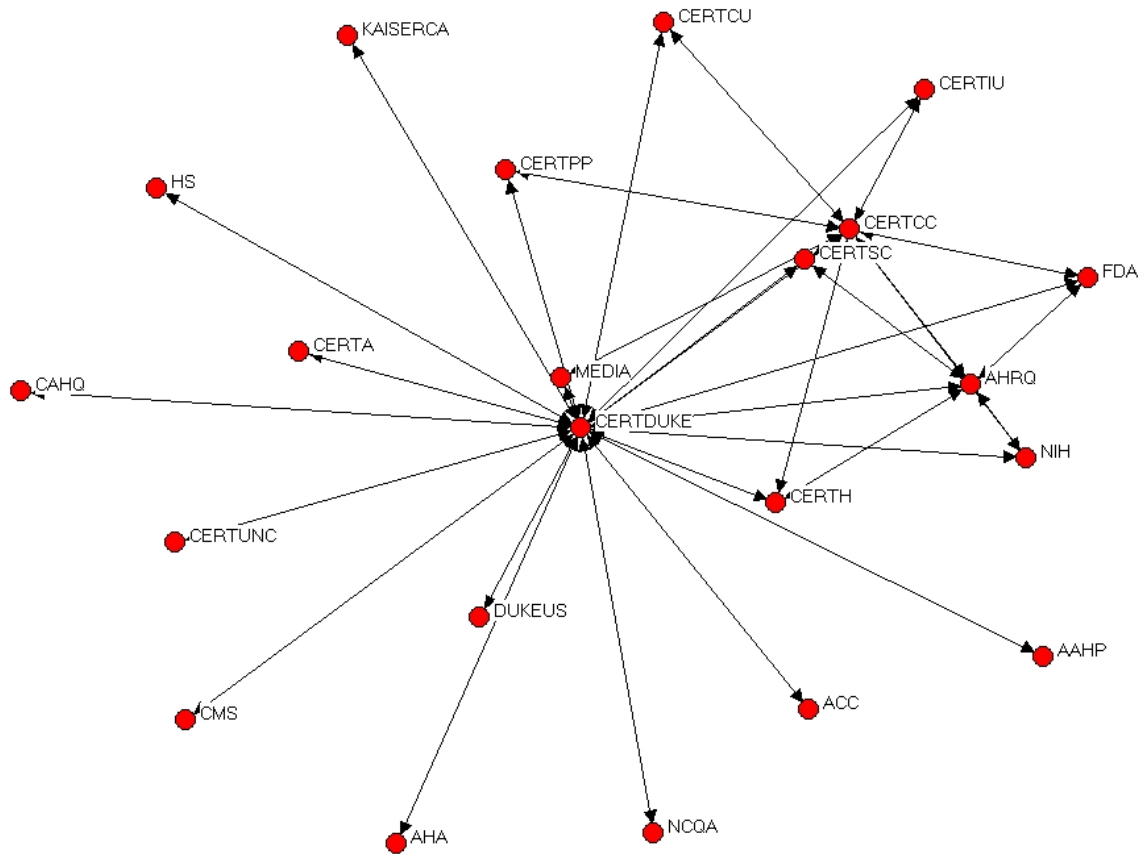 CERTCU
KAISERCA
CERTIU
CERTPP
HS
CERTCC
CERTSC
FDA
CERTA
MEDIA
AHRQ
CAHQ
CERTDUKE
NIH
CERTH
CERTUNC
DUKEUS
AAHP
ACC
CMS
NCQA
AHA